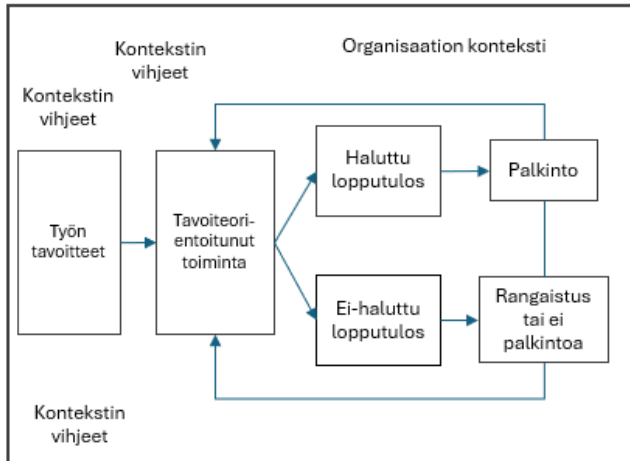 Kontekstin
vihjeet
Organisaation konteksti
Kontekstin
vihjeet
Työn
tavoitteet
Tavoiteori-
entoitunut
toiminta
Haluttu
lopputulos
Palkinto
Ei-haluttu
lopputulos
Rangaistus
tai ei
palkintoa
Kontekstin
vihjeet